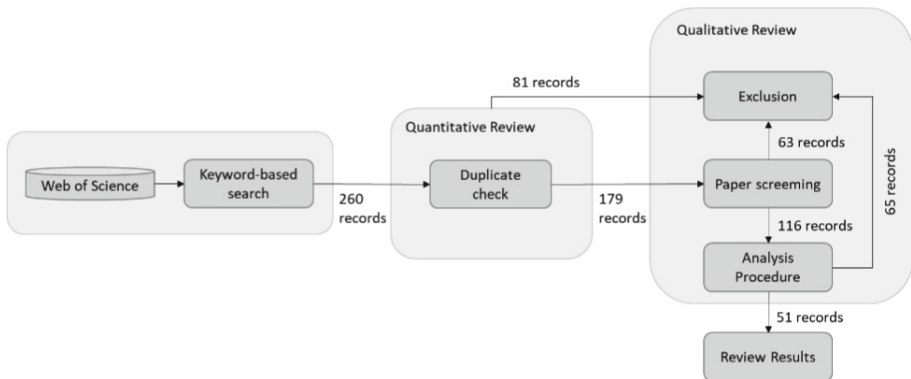 Qualitative Review
81 records
Exclusion
Quantitative Review
63 records
Web of Science
Keyword-based
search
Duplicate
check
Paper screeming
65 records
260
records
179
records
116 records
Analysis
Procedure
51 records
Review Results